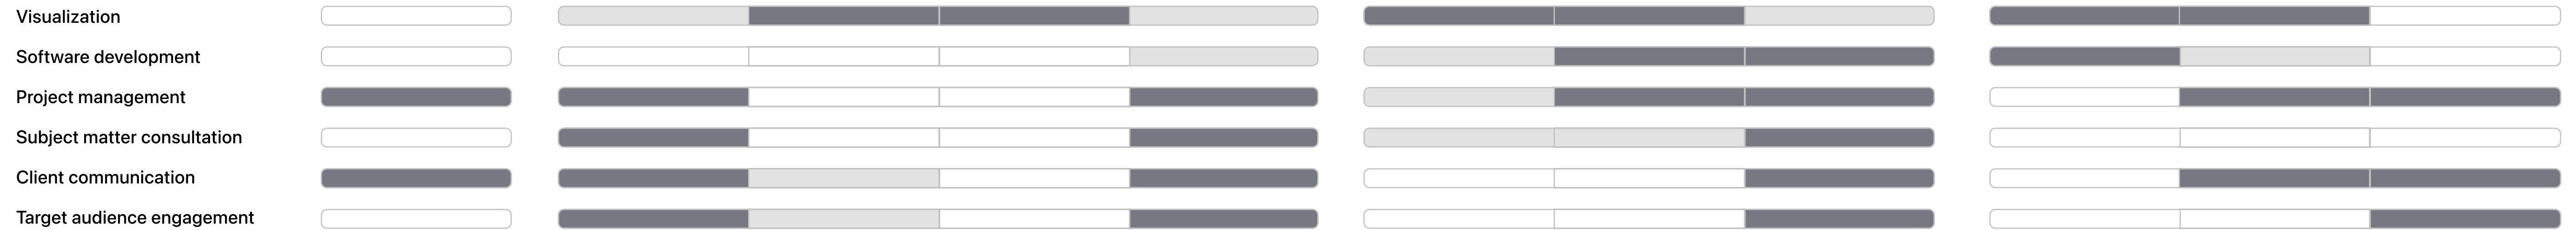 Visualization
Software development
Project management
Subject matter consultation
Client communication
Target audience engagement